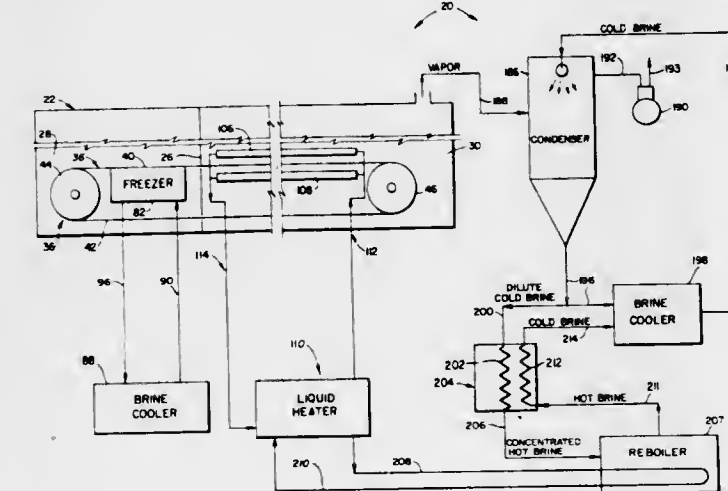 20
COLD BRINE
22
VAPOR
186
192
193
188
190
CONDENSER
28
36
40
26
106
30
44
FREEZER
108
46
82
36
42
114
112
96
90
196
198
DILUTE
COLD BRINE
196
200
BRINE
COOLER
COLD BRINE
214
202
212
204
110
88
BRINE
COOLER
LIQUID
HEATER
HOT BRINE
211
207
206
CONCENTRATED
HOT BRINE
REBOILER
208
210